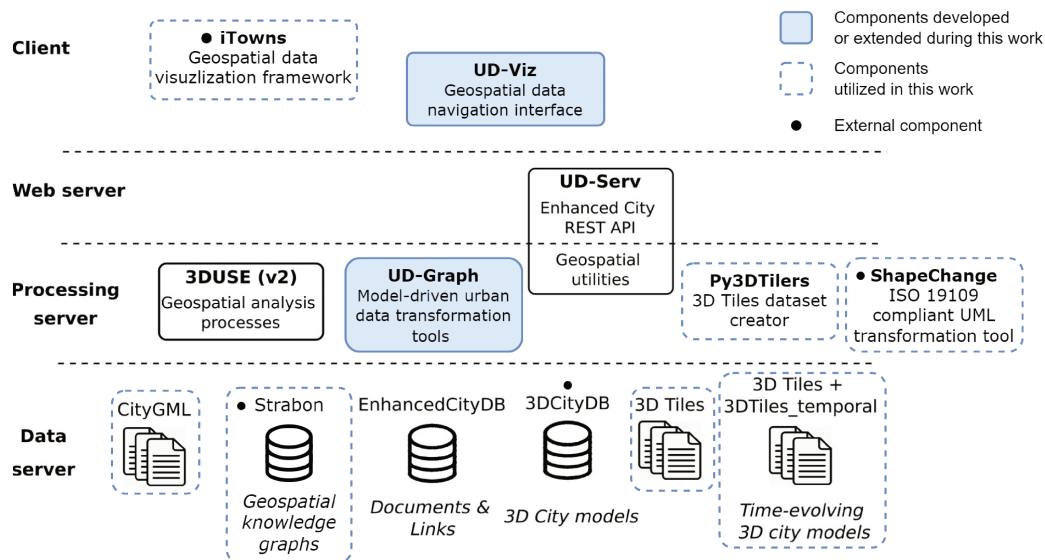 Client
● iTowns
Geospatial data
visuzlization framework
UD-Viz
Geospatial data
navigation interface
Components developed
or extended during this work
Components
utilized in this work
● External component
Web server
UD-Serv
Enhanced City
REST API
Geospatial
utilities
Processing
server
3DUSE (v2)
Geospatial analysis
processes
UD-Graph
Model-driven urban
data transformation
tools
Py3DTilers
3D Tiles dataset
creator
● ShapeChange
ISO 19109
compliant UML
transformation tool
Data
server
CityGML
● Strabon
Geospatial
knowledge
graphs
EnhancedCityDB
Documents &
Links
●
3DCityDB
3D City models
3D Tiles
3D Tiles +
3DTiles_temporal
Time-evolving
3D city models